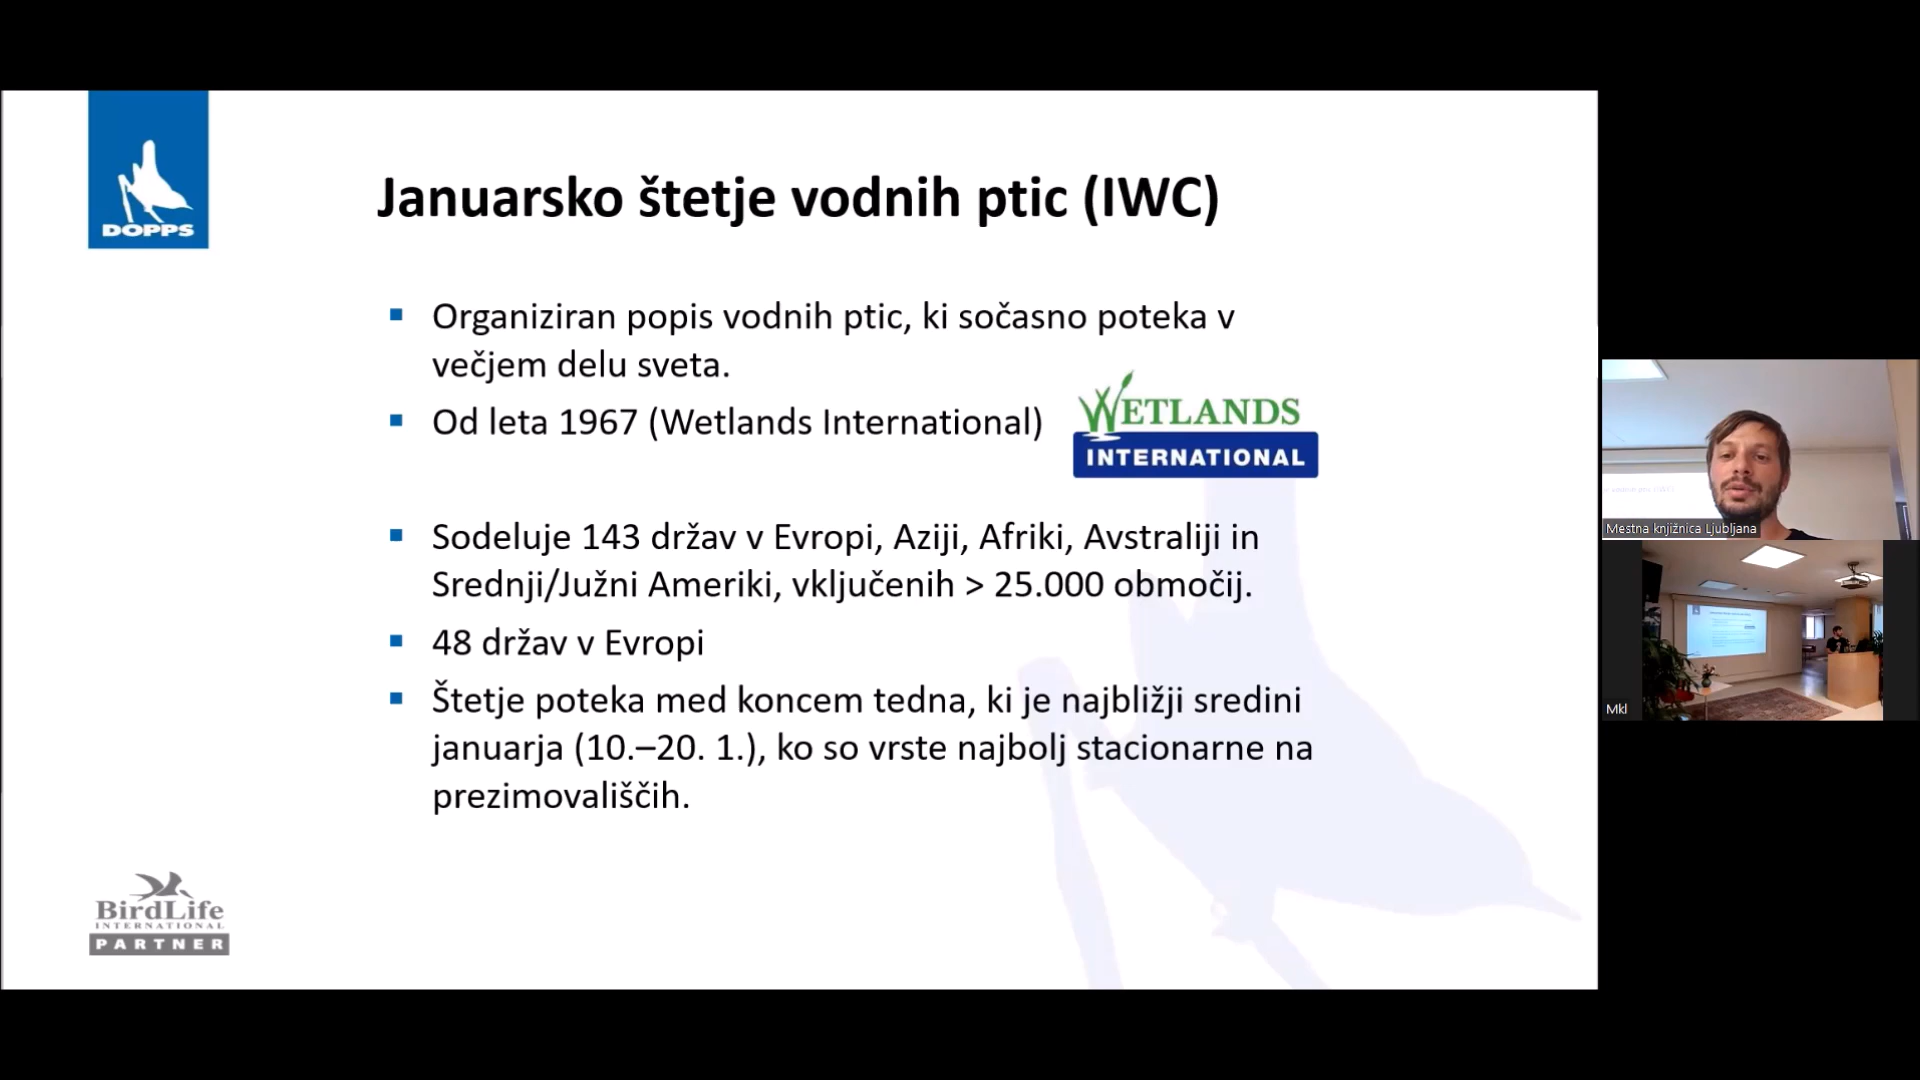 DOPPS
Januarsko štetje vodnih ptic (IWC)
Organiziran popis vodnih ptic, ki sočasno poteka v
večjem delu sveta.
Od leta 1967 (Wetlands International)
WETLANDS
INTERNATIONAL
Sodeluje 143 držav v Evropi, Aziji, Afriki, Avstraliji in
Srednji/Južni Ameriki, vključenih > 25.000 območij.
48 držav v Evropi
Štetje poteka med koncem tedna, ki je najbližji sredini
januarja (10.–20. 1.), ko so vrste najbolj stacionarne na
prezimovališčih.
BirdLife
INTERNATIONAL
PARTNER
Mestna knjižnica Ljubljana
Mkl